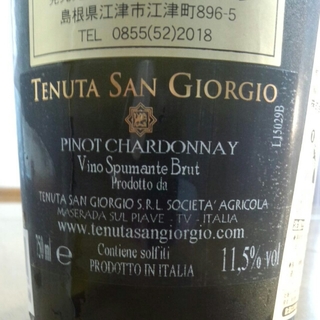 島根県江津市江津町896-5
TEL 0855(52)2018
TENUTA SAN GIORGIO
PINOT CHARDONNAY
Vino Spumante Brut
Prodotto da
TENUTA SAN GIORGIO S.R.L SOCIETA' AGRICOLA
MASERADA SUL PIAVE - TV - ITALIA
www.tenutasangiorgio.com
Contiene solfiti
PRODOTTO IN ITALIA
750 ml e
11,5% vol
L15029B